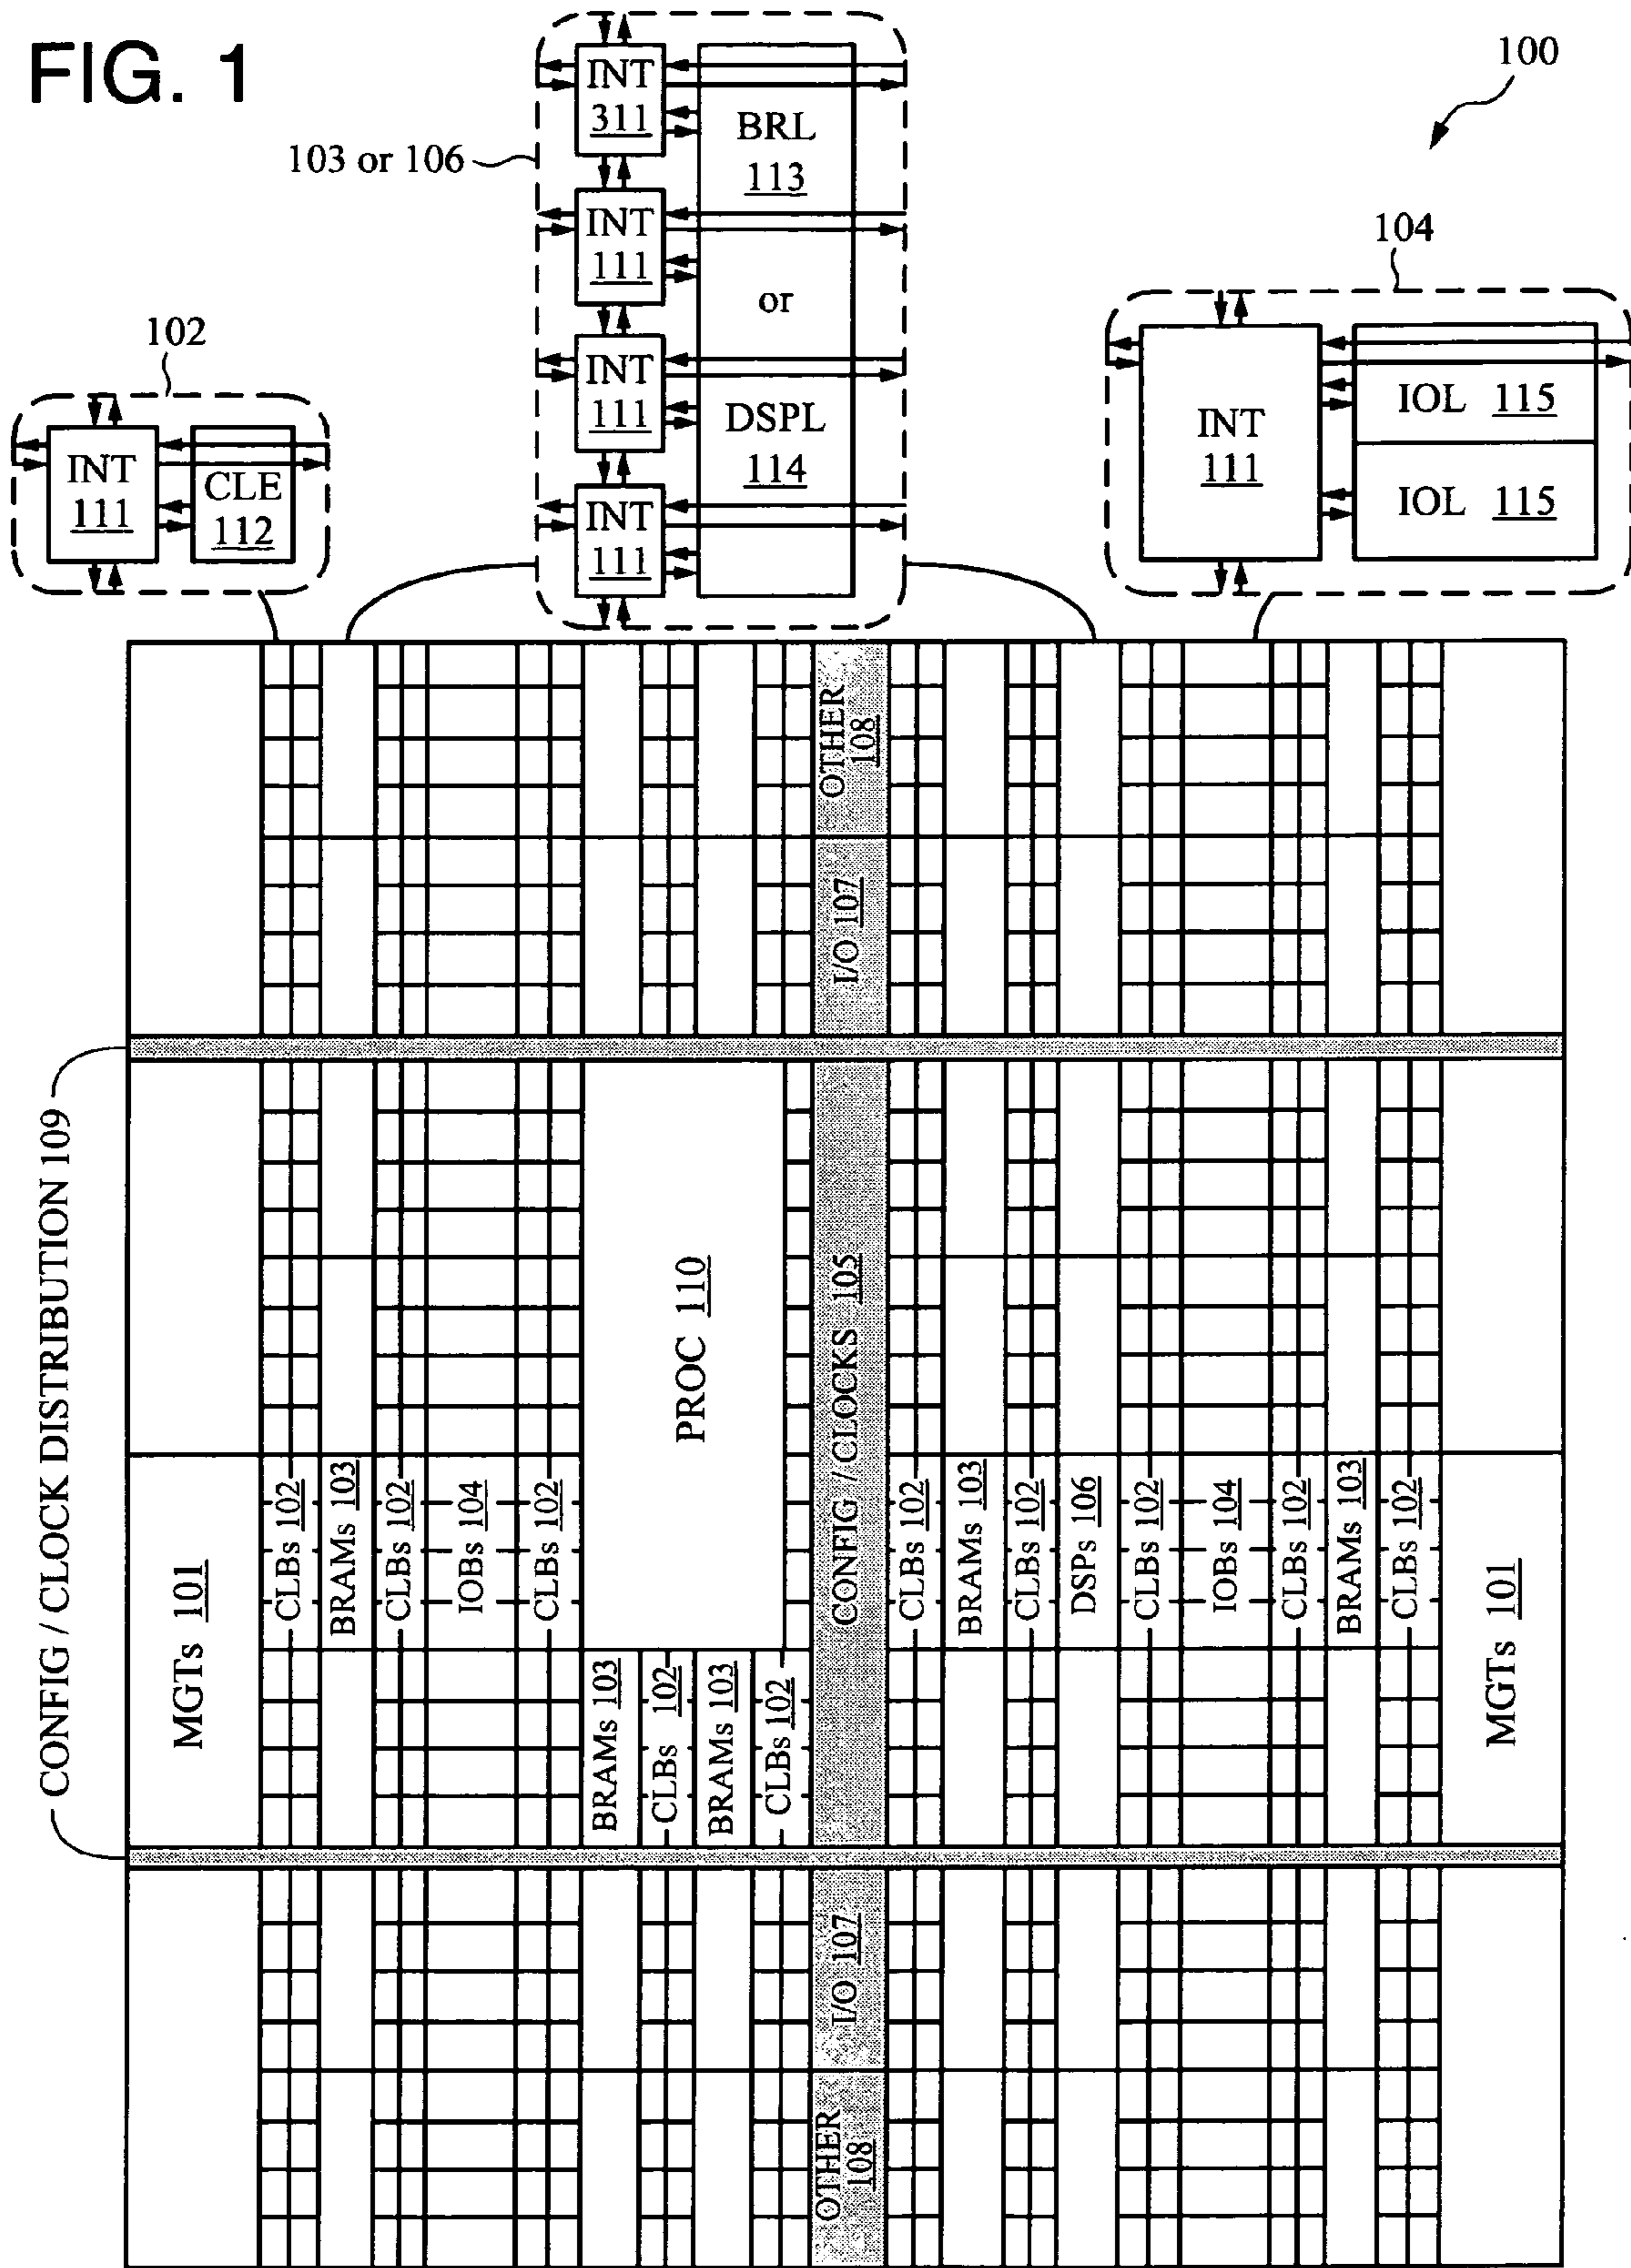 FIG. 1
100
103 or 106
INT
311
BRL
113
INT
111
or
INT
111
DSPL
114
INT
111
102
INT
111
CLE
112
104
INT
111
IOL 115
IOL 115
OTHER
108
I/O 107
CONFIG / CLOCK DISTRIBUTION 109
PROC 110
CONFIG / CLOCKS 105
MGTs 101
CLBs 102
BRAMs 103
CLBs 102
IOBs 104
CLBs 102
BRAMs 103
CLBs 102
BRAMs 103
CLBs 102
CLBs 102
BRAMs 103
CLBs 102
DSPs 106
CLBs 102
IOBs 104
CLBs 102
BRAMs 103
CLBs 102
MGTs 101
I/O 107
OTHER
108